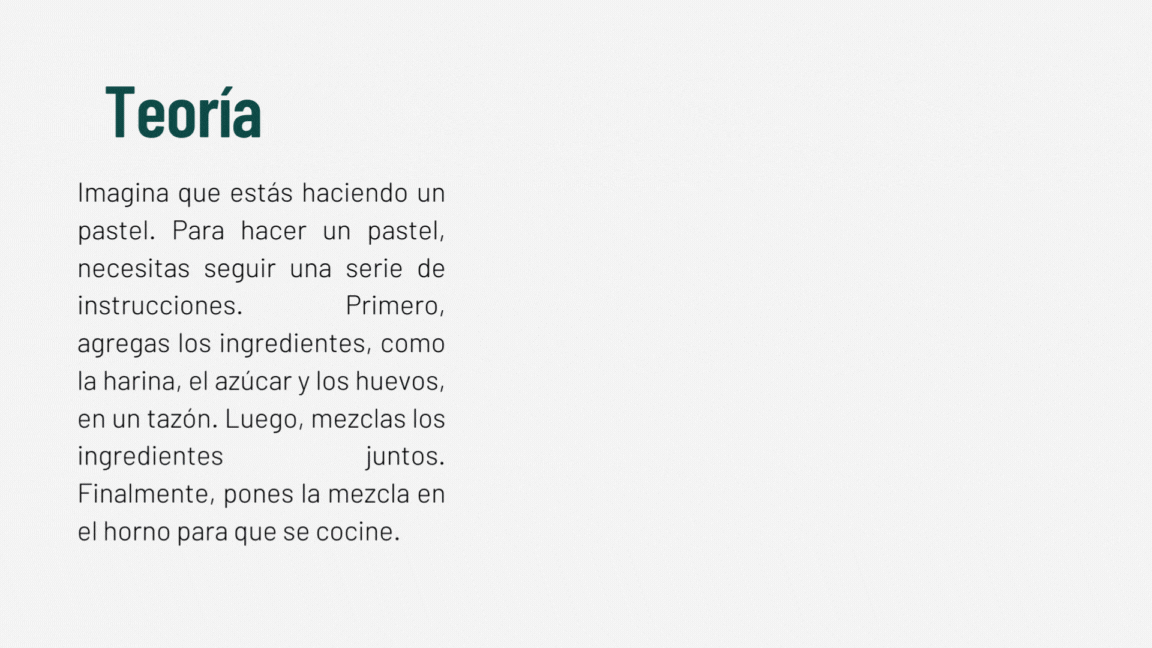 Teoría
Imagina que estás haciendo un
pastel. Para hacer un pastel,
necesitas seguir una serie de
instrucciones. Primero,
agregas los ingredientes, como
la harina, el azúcar y los huevos,
en un tazón. Luego, mezclas los
ingredientes juntos.
Finalmente, pones la mezcla en
el horno para que se cocine.